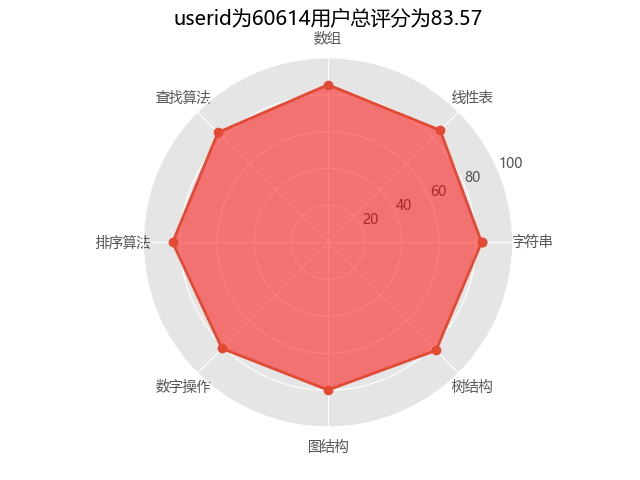 userid为60614用户总评分为83.57
数组
查找算法
线性表
100
80
60
40
20
排序算法
字符串
数字操作
树结构
图结构